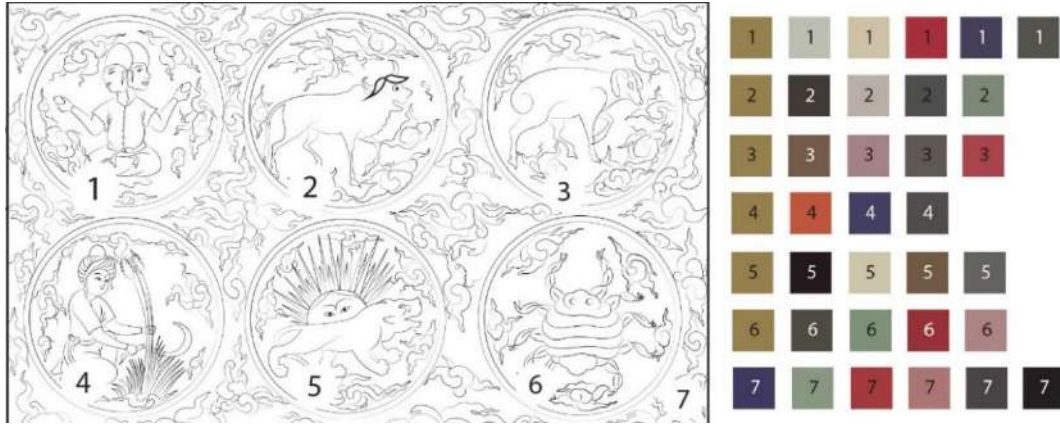 1 2 3
4 5 6 7
1 1 1 1 1 1
2 2 2 2 2
3 3 3 3 3
4 4 4 4
5 5 5 5 5
6 6 6 6 6
7 7 7 7 7 7